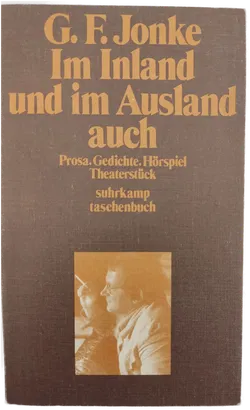 G. F. Jonke
Im Inland
und im Ausland
auch
Prosa. Gedichte. Hörspiel
Theaterstück
suhrkamp
taschenbuch